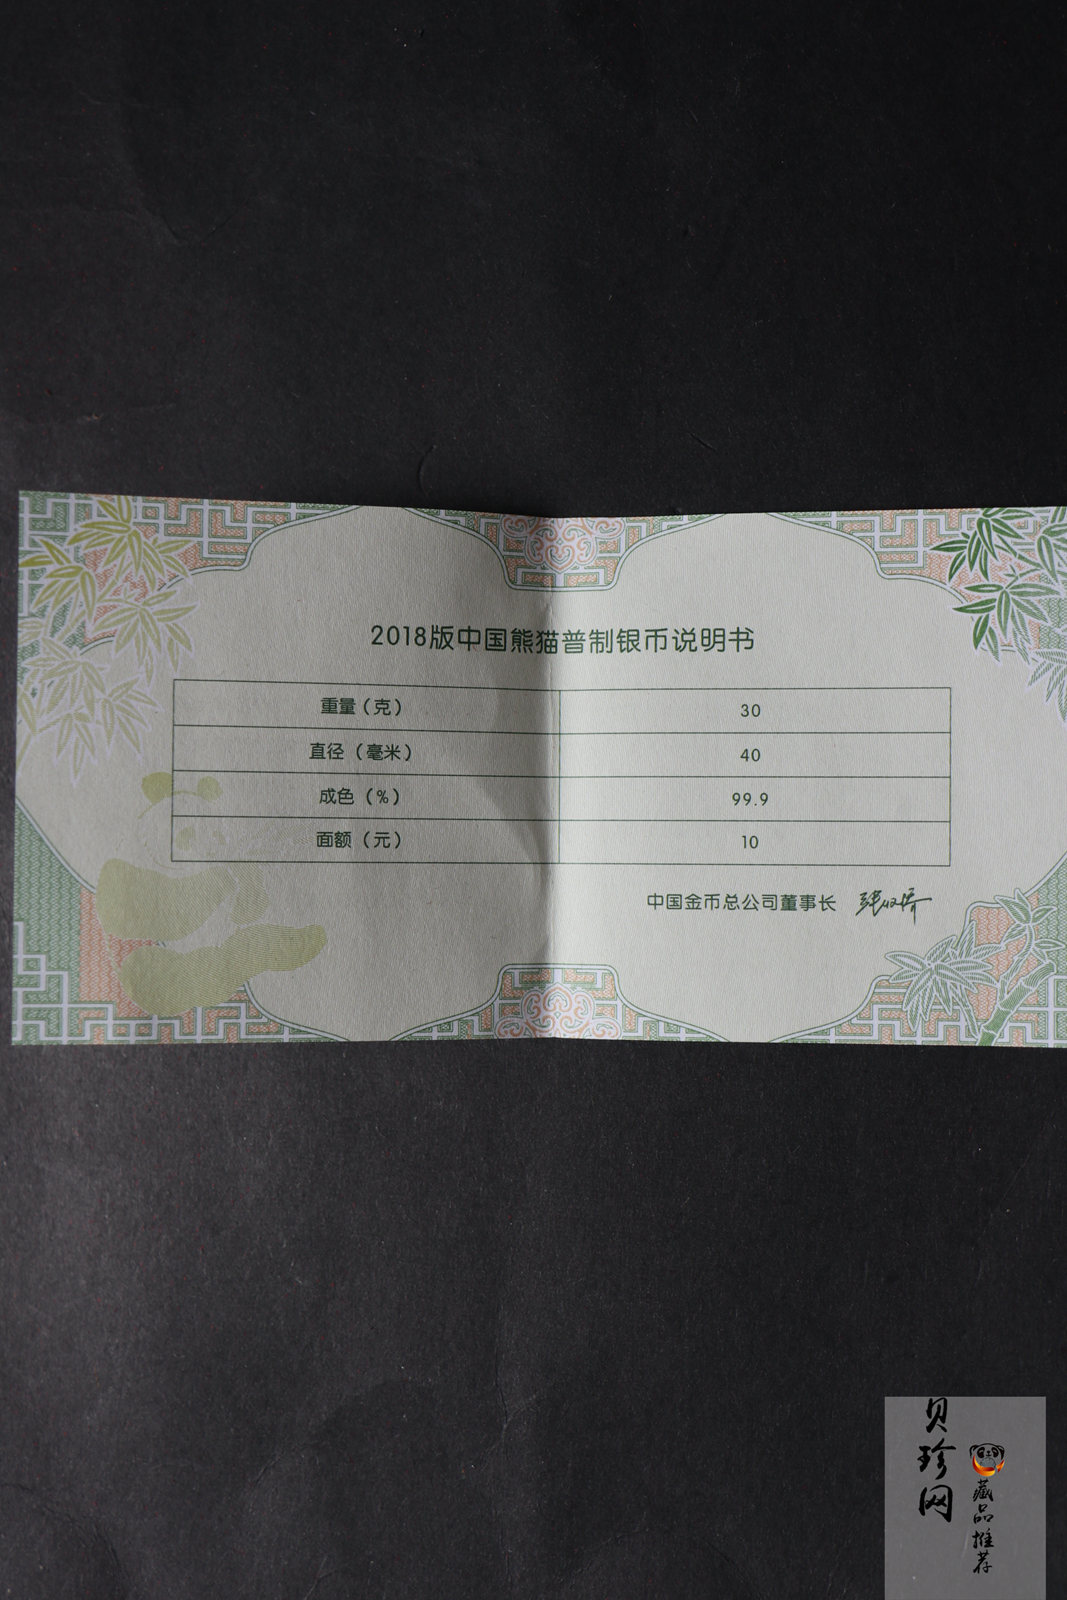 2018版中国熊猫普制银币说明书
重量（克） 30
直径（毫米） 40
成色（%） 99.9
面额（元） 10
中国金币总公司董事长
贝珍网
藏品推荐